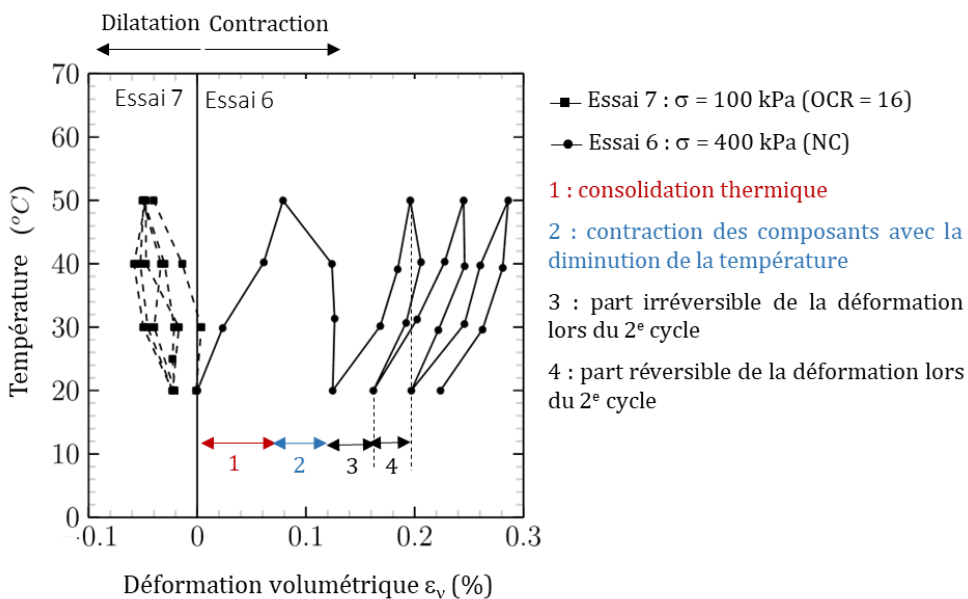 Dilatation Contraction
70
60
50
40
30
20
10
0
Température (°C)
Essai 7
Essai 6
1
2
3
4
-0.1
0
0.1
0.2
0.3
Déformation volumétrique εᵥ (%)
Essai 7 : σ = 100 kPa (OCR = 16)
Essai 6 : σ = 400 kPa (NC)
1 : consolidation thermique
2 : contraction des composants avec la
diminution de la température
3 : part irréversible de la déformation
lors du 2e cycle
4 : part réversible de la déformation lors
du 2e cycle